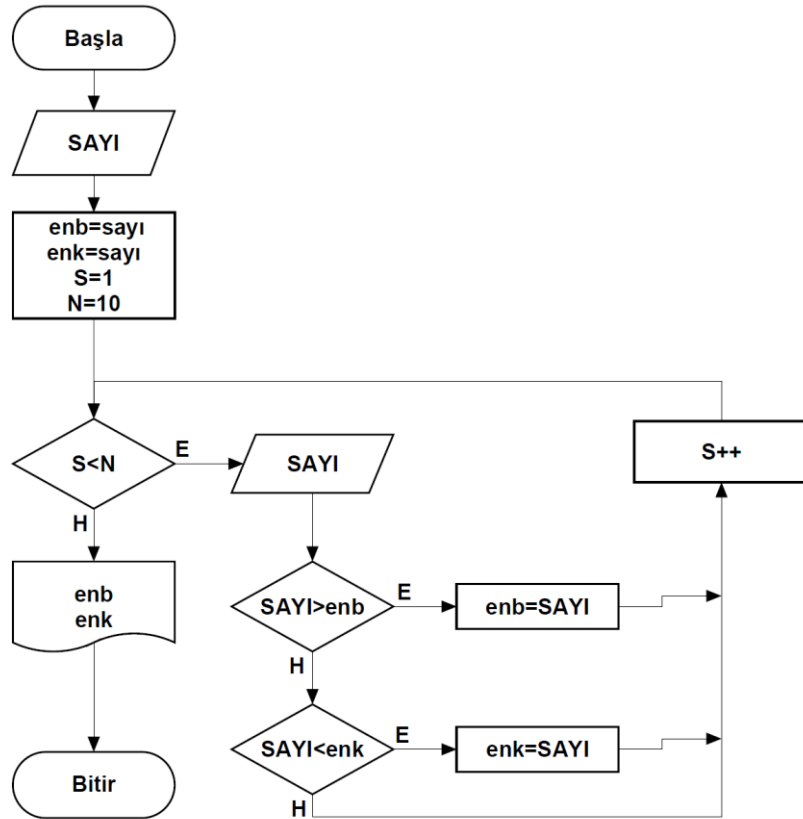 Başla
SAYI
enb=sayı
enk=sayı
S=1
N=10
S<N
E
SAYI
S++
H
enb
enk
SAYI>enb
E
enb=SAYI
H
SAYI<enk
E
enk=SAYI
H
Bitir